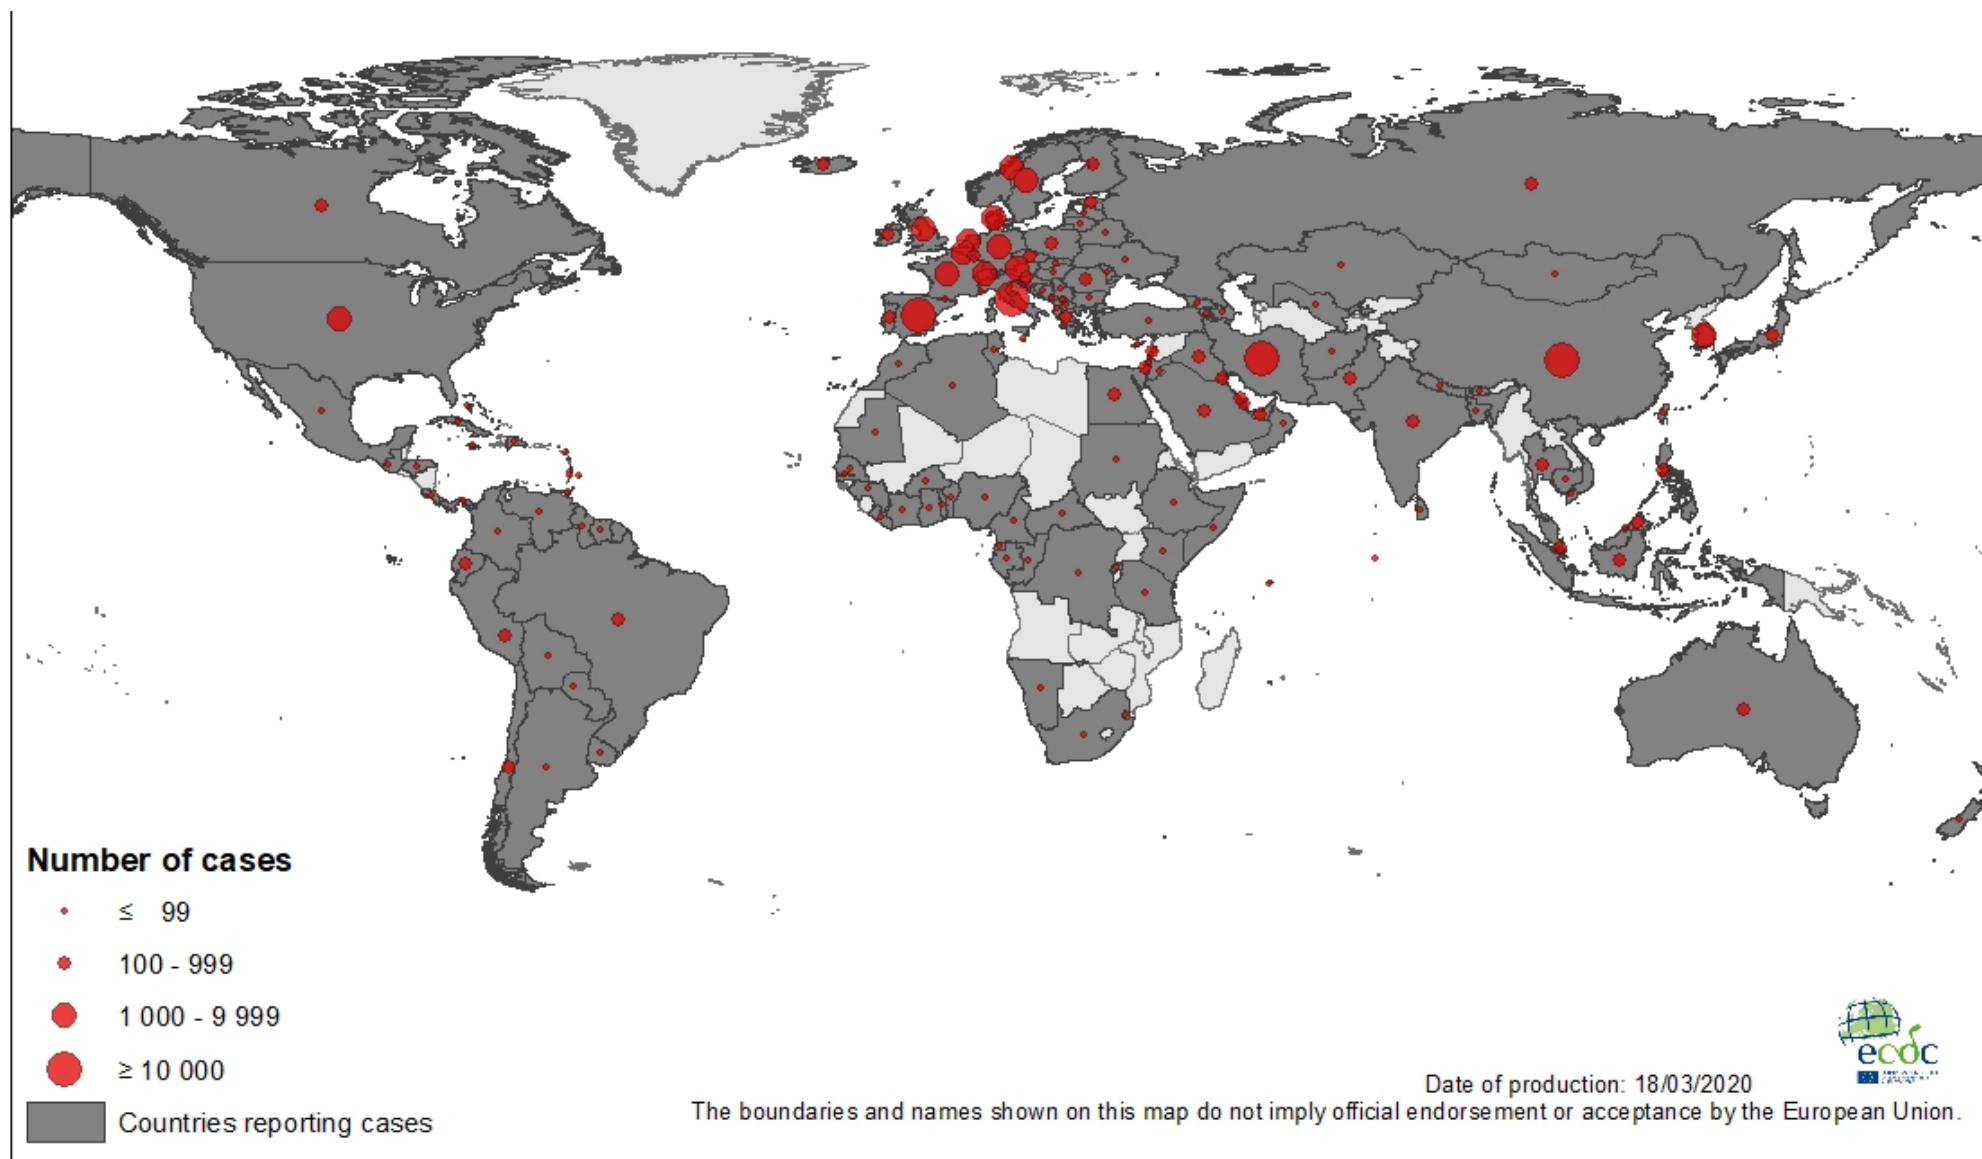 Number of cases
≤ 99
100 - 999
1 000 - 9 999
≥ 10 000
Countries reporting cases
ecdc
Date of production: 18/03/2020
The boundaries and names shown on this map do not imply official endorsement or acceptance by the European Union.